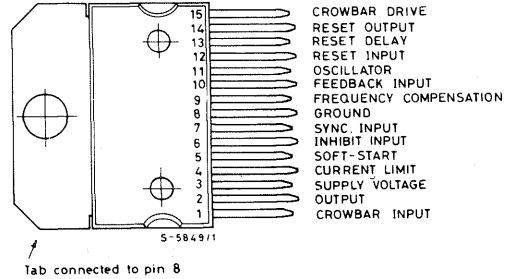 15 CROWBAR DRIVE
14 RESET OUTPUT
13 RESET DELAY
12 RESET INPUT
11 OSCILLATOR
10 FEEDBACK INPUT
9 FREQUENCY COMPENSATION
8 GROUND
7 SYNC. INPUT
6 INHIBIT INPUT
5 SOFT-START
4 CURRENT LIMIT
3 SUPPLY VOLTAGE
2 OUTPUT
1 CROWBAR INPUT
S-5849/1
Tab connected to pin 8